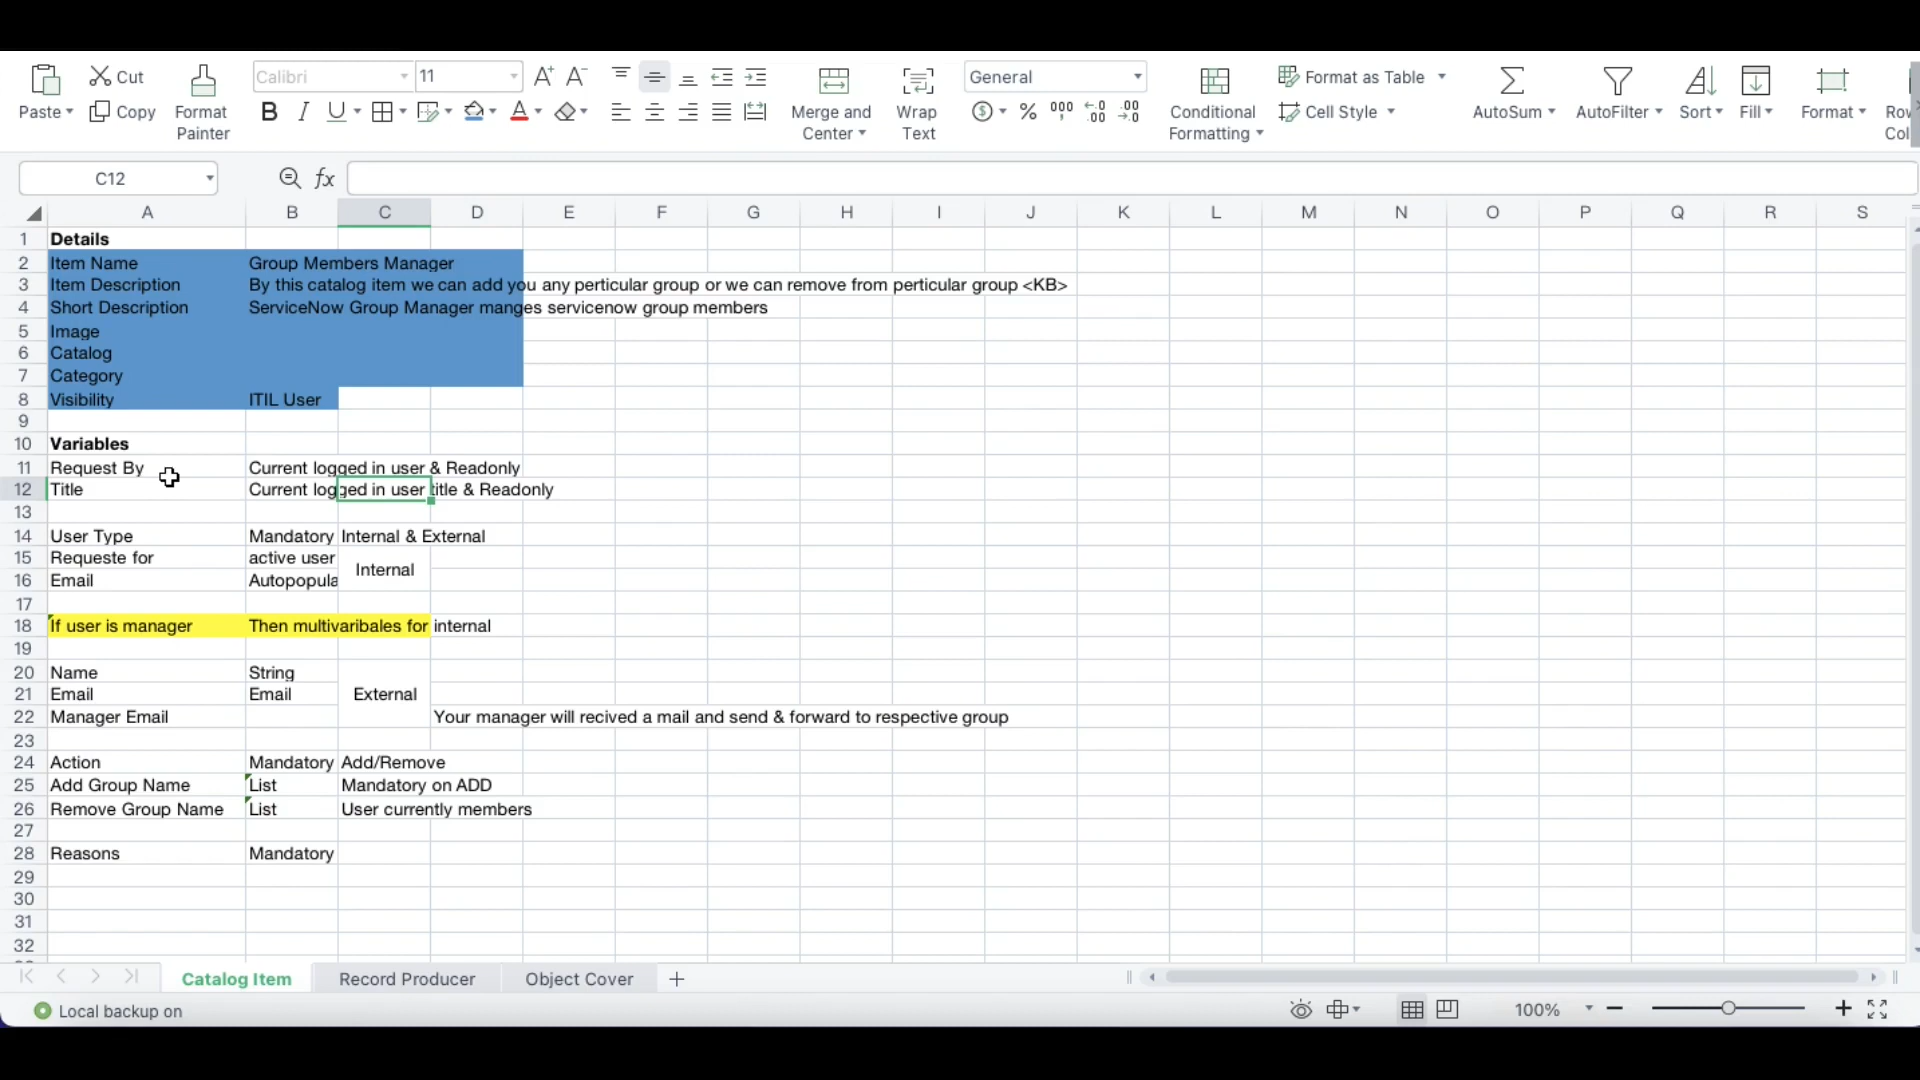 Paste Cut Copy Format Painter
Calibri 11 General
B I U A
Merge and Center Wrap Text
Conditional Formatting Format as Table Cell Style
AutoSum AutoFilter Sort Fill Format
C12 fx
A B C D E F G H I J K L M N O P Q R S
1 Details
2 Item Name Group Members Manager
3 Item Description By this catalog item we can add you any perticular group or we can remove from perticular group <KB>
4 Short Description ServiceNow Group Manager manges servicenow group members
5 Image
6 Catalog
7 Category
8 Visibility ITIL User
9
10 Variables
11 Request By Current logged in user & Readonly
12 Title Current logged in user title & Readonly
13
14 User Type Mandatory Internal & External
15 Requeste for active user
Internal
16 Email Autopopula
17
18 If user is manager Then multivaribales for internal
19
20 Name String
21 Email Email External
22 Manager Email Your manager will recived a mail and send & forward to respective group
23
24 Action Mandatory Add/Remove
25 Add Group Name List Mandatory on ADD
26 Remove Group Name List User currently members
27
28 Reasons Mandatory
29
30
31
32
Catalog Item Record Producer Object Cover
Local backup on 100%